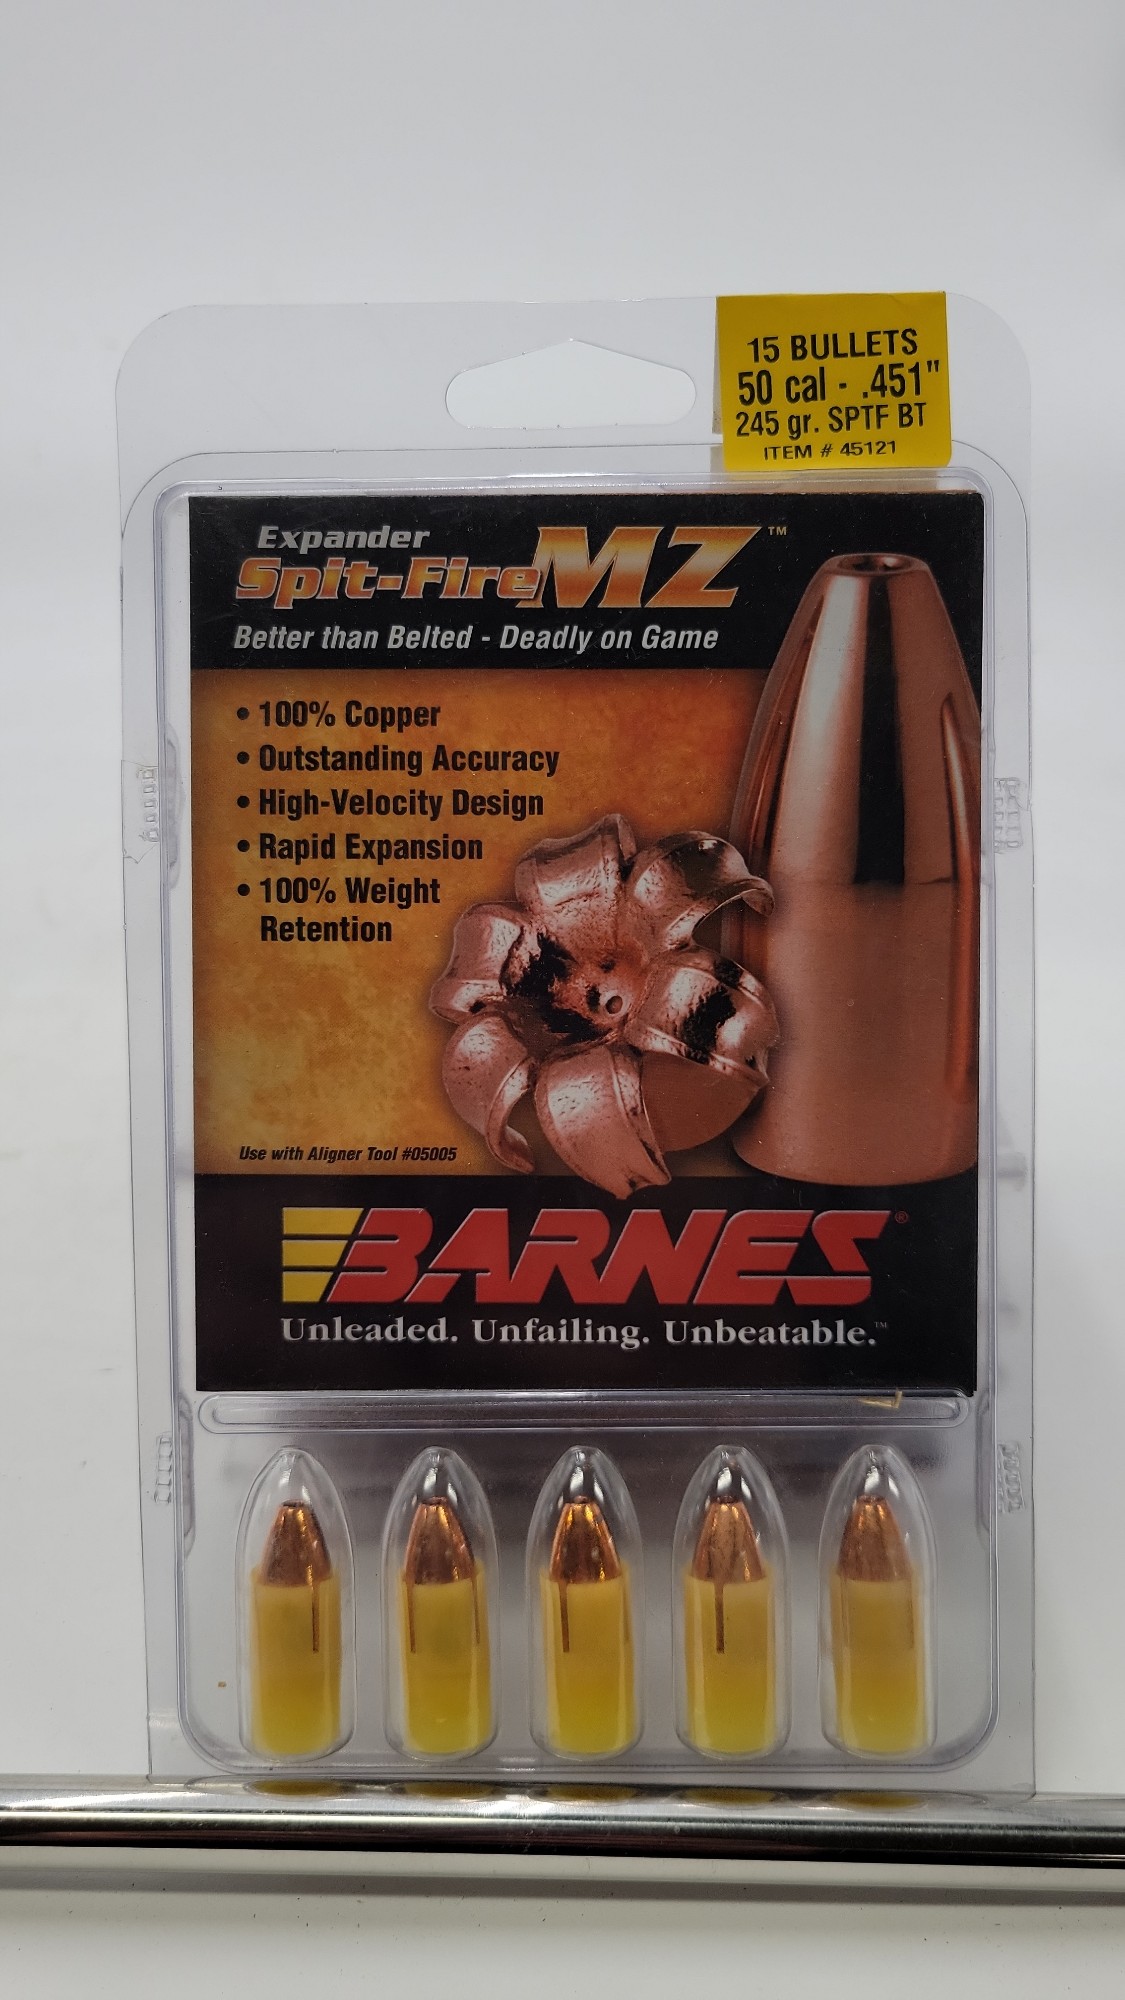 15 BULLETS
50 cal - .451"
245 gr. SPTF BT
ITEM # 45121
Expander
Spit-Fire MZ™
Better than Belted - Deadly on Game
• 100% Copper
• Outstanding Accuracy
• High-Velocity Design
• Rapid Expansion
• 100% Weight
Retention
Use with Aligner Tool #05005
BARNES®
Unleaded. Unfailing. Unbeatable.™